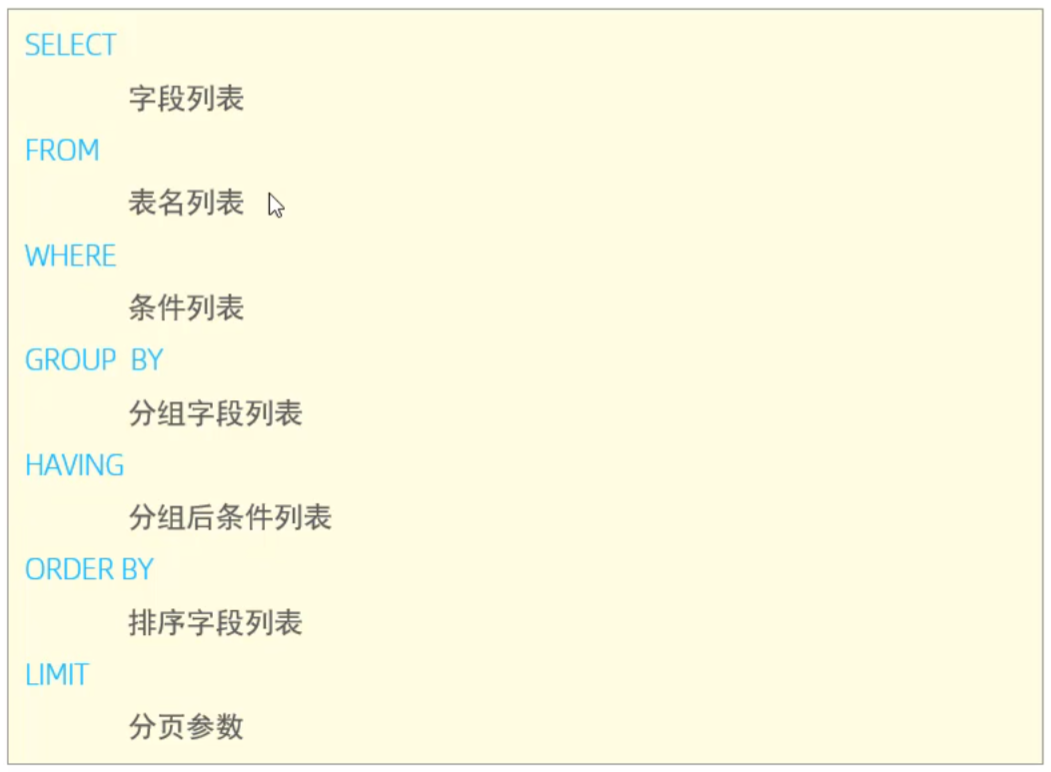 SELECT
字段列表
FROM
表名列表
WHERE
条件列表
GROUP BY
分组字段列表
HAVING
分组后条件列表
ORDER BY
排序字段列表
LIMIT
分页参数